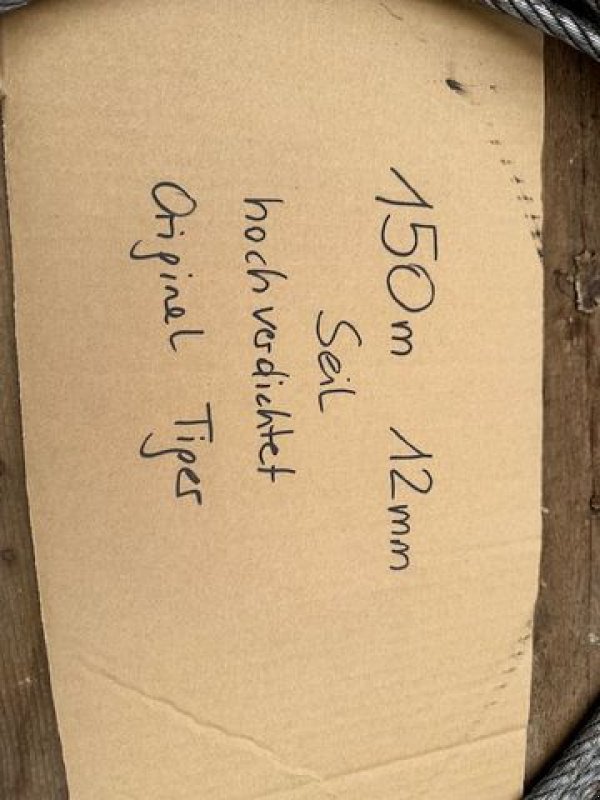 150m 12mm
Seil
hochverdichtet
Original Tiger